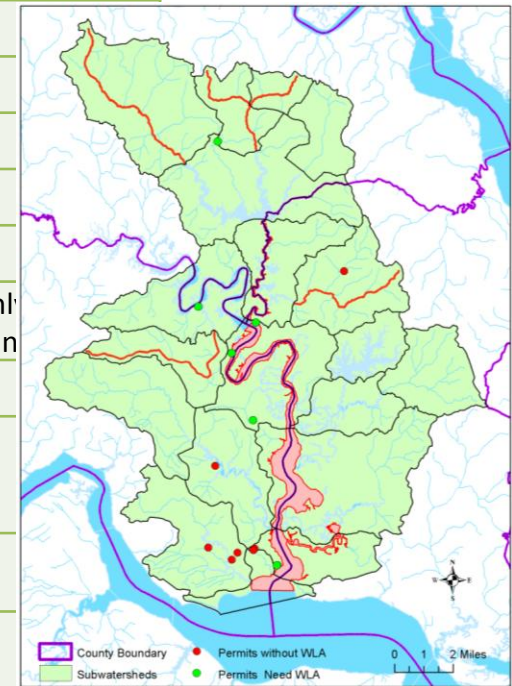 N
W E
S
County Boundary
Permits without WLA
0 1 2 Miles
Subwatersheds
Permits Need WLA